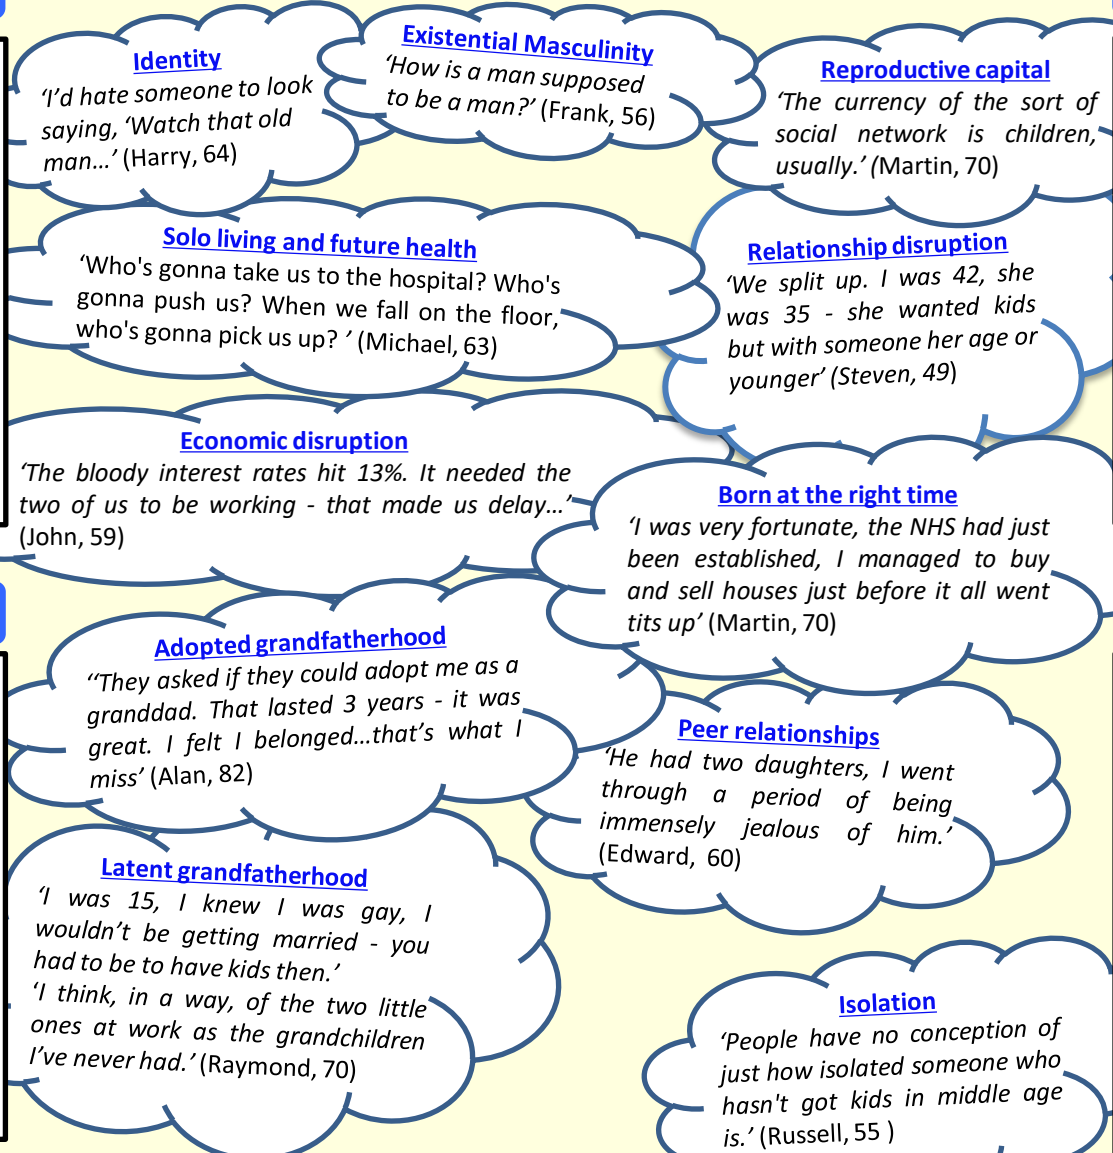 Identity
‘I’d hate someone to look
saying, ‘Watch that old
man…’ (Harry, 64)
Existential Masculinity
‘How is a man supposed
to be a man?’ (Frank, 56)
Reproductive capital
‘The currency of the sort of
social network is children,
usually.’ (Martin, 70)
Solo living and future health
‘Who's gonna take us to the hospital? Who's
gonna push us? When we fall on the floor,
who's gonna pick us up? ’ (Michael, 63)
Relationship disruption
‘We split up. I was 42, she
was 35 - she wanted kids
but with someone her age or
younger’ (Steven, 49)
Economic disruption
‘The bloody interest rates hit 13%. It needed the
two of us to be working - that made us delay…’
(John, 59)
Born at the right time
‘I was very fortunate, the NHS had just
been established, I managed to buy
and sell houses just before it all went
tits up’ (Martin, 70)
Adopted grandfatherhood
‘‘They asked if they could adopt me as a
granddad. That lasted 3 years - it was
great. I felt I belonged…that’s what I
miss’ (Alan, 82)
Peer relationships
‘He had two daughters, I went
through a period of being
immensely jealous of him.’
(Edward, 60)
Latent grandfatherhood
‘I was 15, I knew I was gay, I
wouldn’t be getting married - you
had to be to have kids then.’
‘I think, in a way, of the two little
ones at work as the grandchildren
I’ve never had.’ (Raymond, 70)
Isolation
‘People have no conception of
just how isolated someone who
hasn't got kids in middle age
is.’ (Russell, 55 )